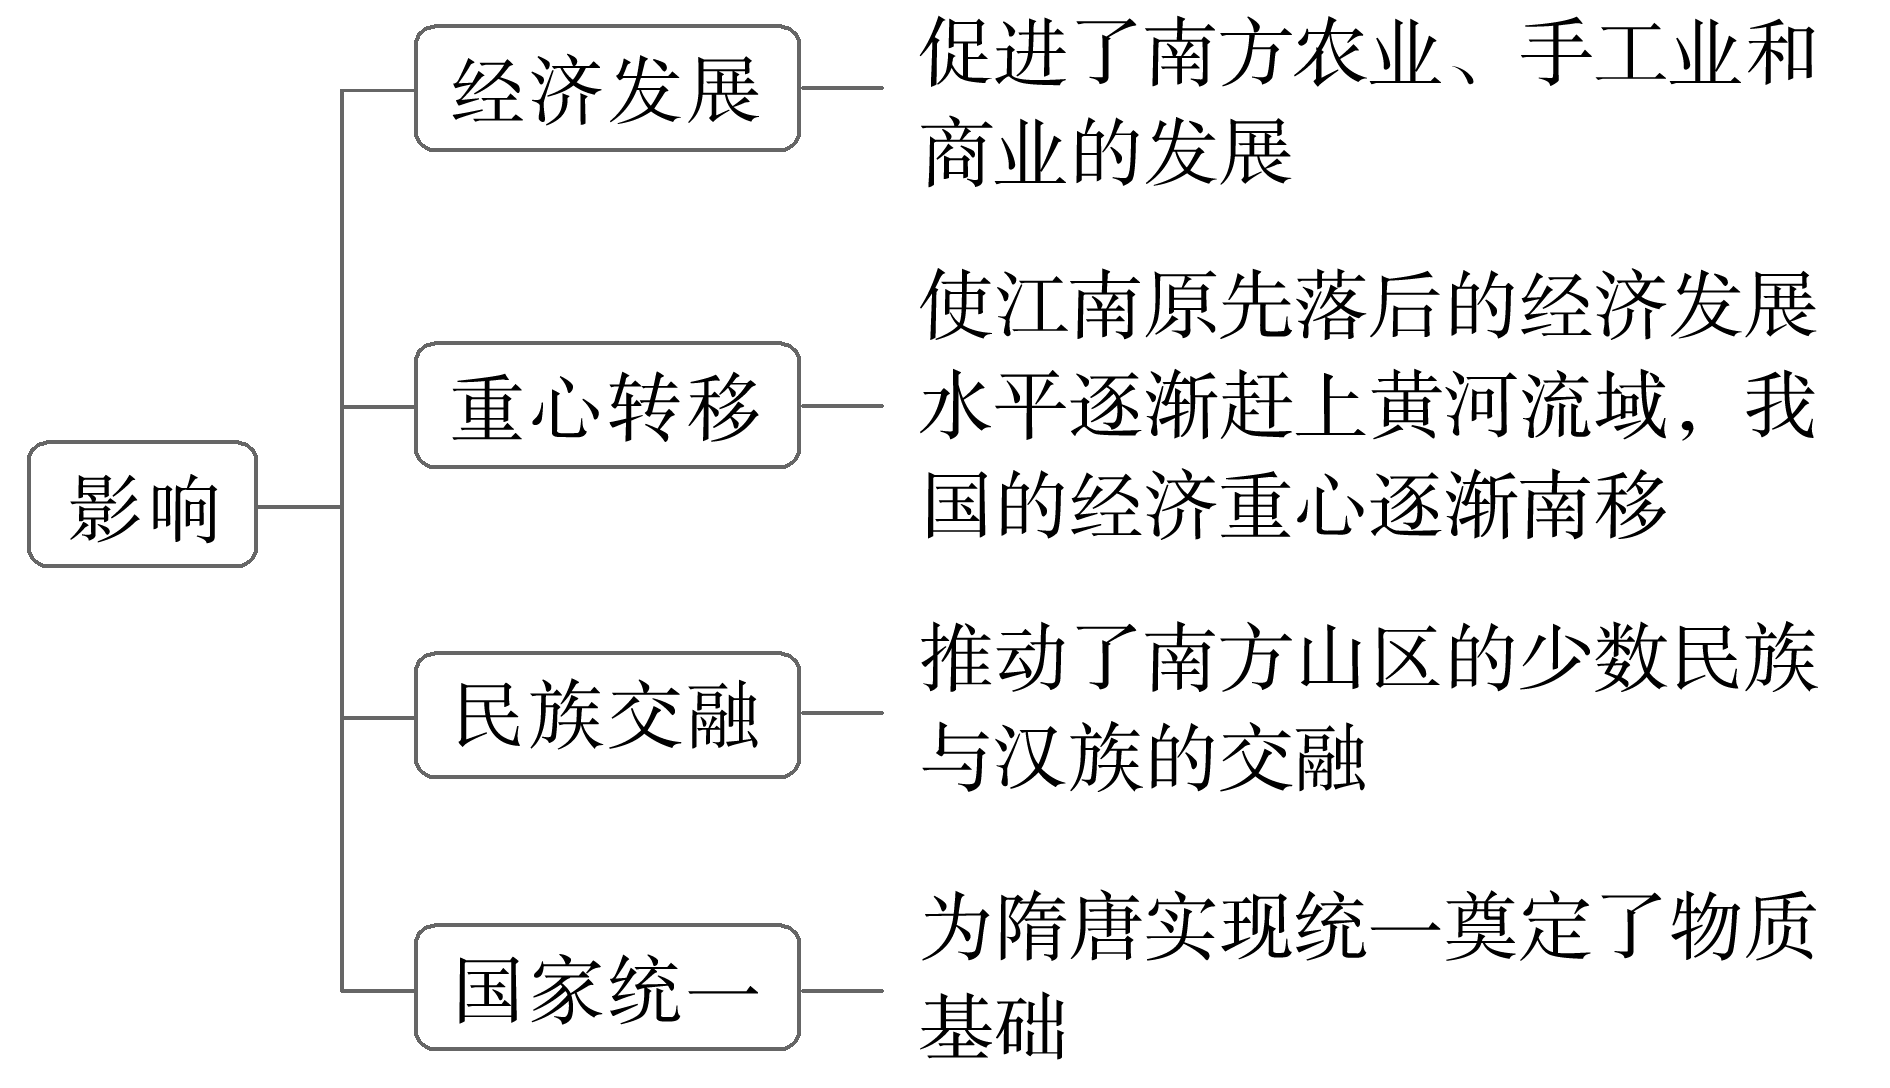 影响
经济发展
促进了南方农业、手工业和
商业的发展
重心转移
使江南原先落后的经济发展
水平逐渐赶上黄河流域，我
国的经济重心逐渐南移
民族交融
推动了南方山区的少数民族
与汉族的交融
国家统一
为隋唐实现统一奠定了物质
基础